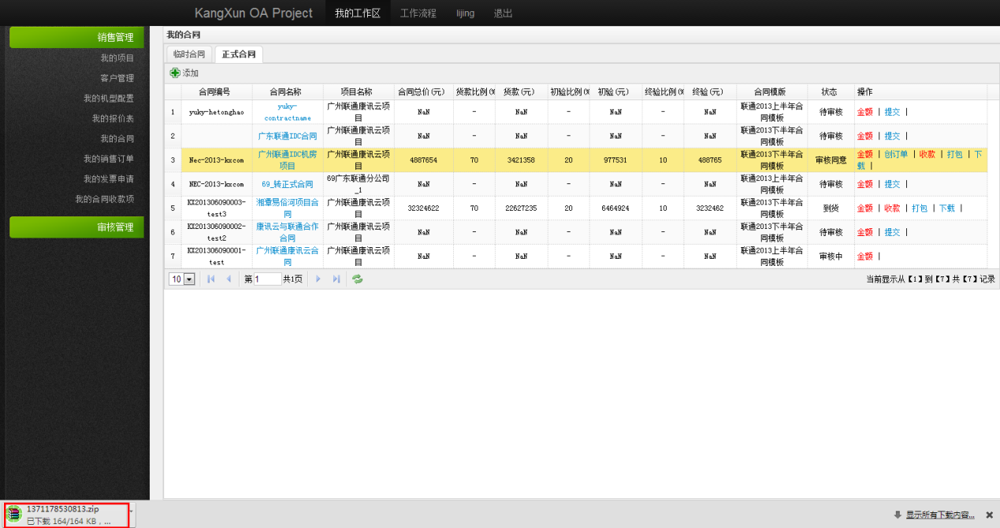 KangXun OA Project 我的工作区 工作流程 lijing 退出
销售管理
我的项目
客户管理
我的机型配置
我的报价表
我的合同
我的销售订单
我的发票申请
我的合同收款项
审核管理
我的合同
临时合同 正式合同
添加
合同编号 合同名称 项目名称 合同总价(元) 货款比例(% 货款(元) 初验比例(% 初验(元) 终验比例(% 终验(元) 合同模版 状态 操作
1 yuky-hetonghao yuky-contractname 广州联通康讯云项目 NaN - NaN - NaN - NaN 联通2013上半年合同模板 待审核 金额 | 提交 |
2 广东联通IDC合同 广州联通康讯云项目 NaN - NaN - NaN - NaN 联通2013下半年合同模板 待审核 金额 | 提交 |
3 Nec-2013-kxcom 广州联通IDC机房项目 广州联通康讯云项目 4887654 70 3421358 20 977531 10 488765 联通2013下半年合同模板 审核同意 金额 | 创订单 | 收款 | 打包 | 下载 |
4 NEC-2013-kxcom 69_转正式合同 69广东联通分公司_1 NaN - NaN - NaN - NaN 联通2013上半年合同模板 待审核 金额 | 提交 |
5 KX201306090003-test3 湘潭易俗河项目合同 广州联通康讯云项目 32324622 70 22627235 20 6464924 10 3232462 联通2013下半年合同模板 到货 金额 | 收款 | 打包 | 下载 |
6 KX201306090002-test2 康讯云与联通合作合同 广州联通康讯云项目 NaN - NaN - NaN - NaN 联通2013下半年合同模板 待审核 金额 | 提交 |
7 KX201306090001-test 广州联通康讯云合同 广州联通康讯云项目 NaN - NaN - NaN - NaN 联通2013上半年合同模板 审核中 金额 |
10 第 1 共1页 当前显示从【1】到【7】共【7】记录
1371178530813.zip
已下载 164/164 KB，...
显示所有下载内容...